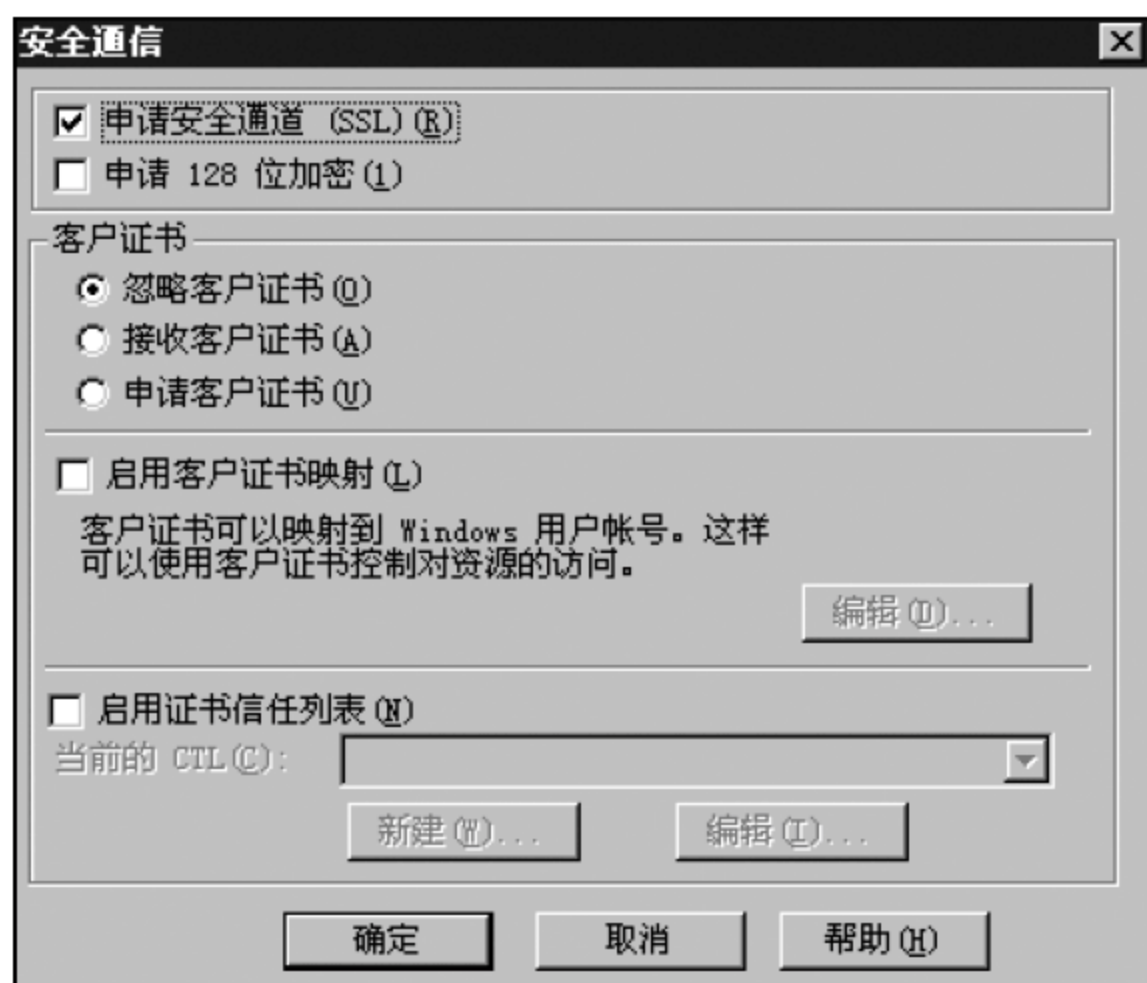 安全通信
申请安全通道 (SSL)(R)
申请 128 位加密(1)
客户证书
忽略客户证书(O)
接收客户证书(A)
申请客户证书(U)
启用客户证书映射(L)
客户证书可以映射到 Windows 用户帐号。这样
可以使用客户证书控制对资源的访问。
编辑(D)...
启用证书信任列表(N)
当前的 CTL(C):
新建(W)...
编辑(I)...
确定
取消
帮助(H)